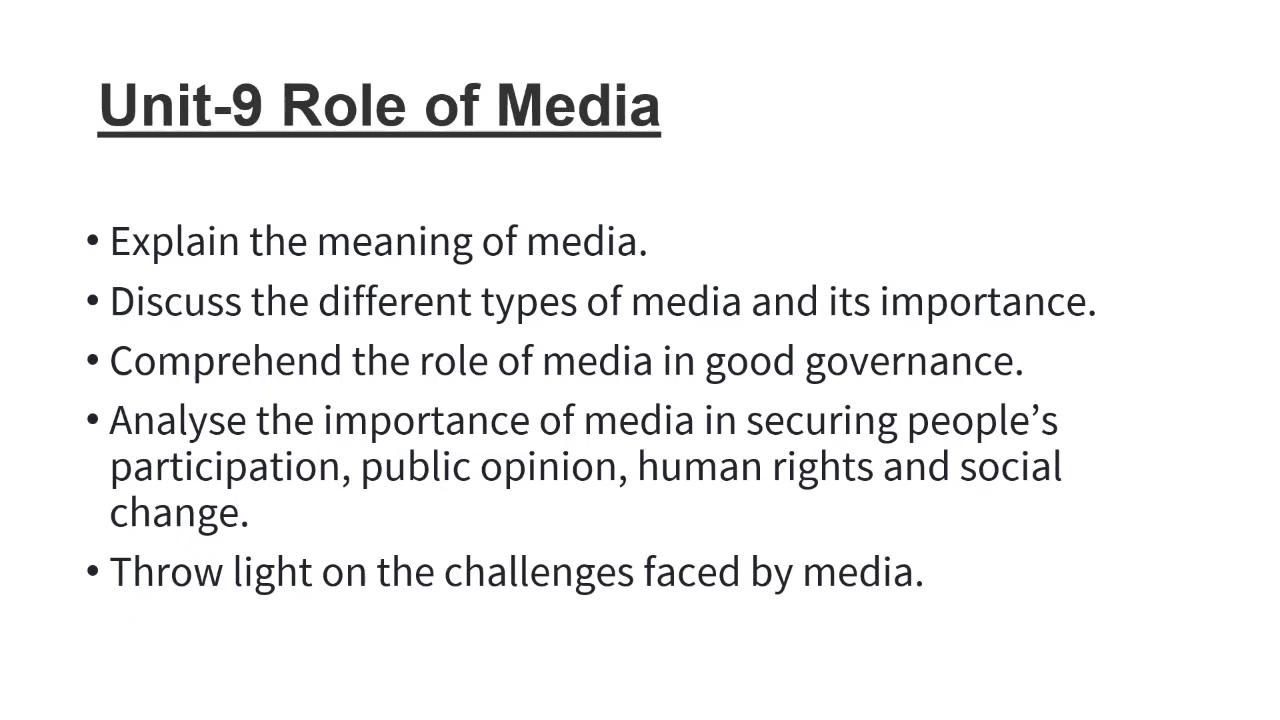 Unit-9 Role of Media
• Explain the meaning of media.
• Discuss the different types of media and its importance.
• Comprehend the role of media in good governance.
• Analyse the importance of media in securing people’s
participation, public opinion, human rights and social
change.
• Throw light on the challenges faced by media.